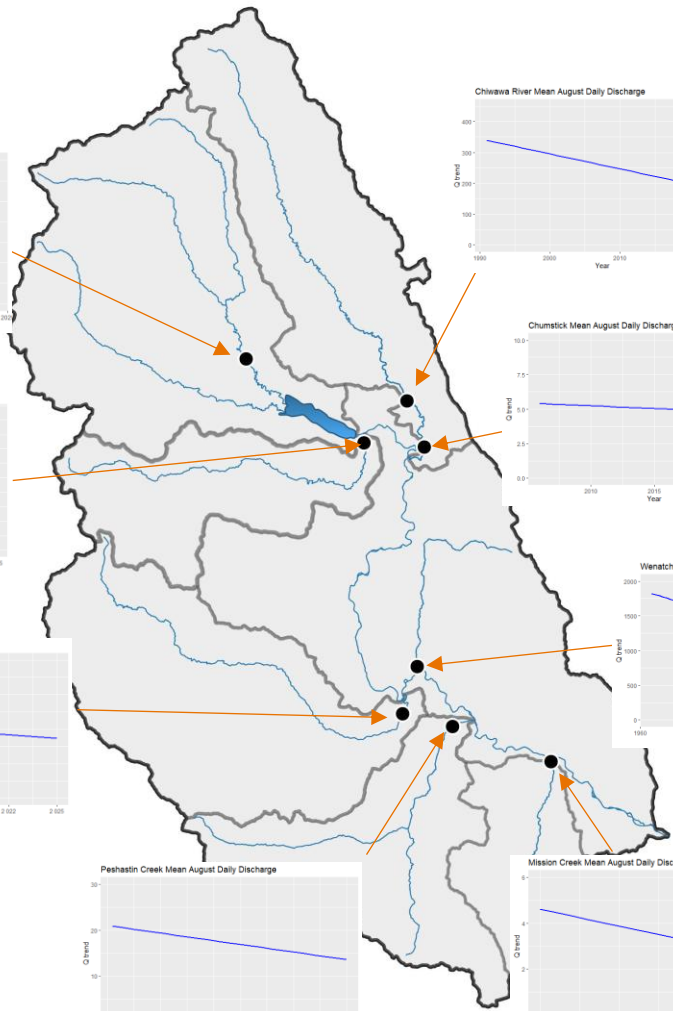 Chiwawa River Mean August Daily Discharge
400
300
200
100
0
Q trend
1990
2000
2010
Year
Chumstick Mean August Daily Discharg
10.0
7.5
5.0
2.5
0.0
Q trend
2010
2015
Year
Wenatch
2000
1500
1000
500
0
Q trend
1960
2 022
2 025
Peshastin Creek Mean August Daily Discharge
30
20
10
Q trend
Mission Creek Mean August Daily Disc
6
4
2
Q trend